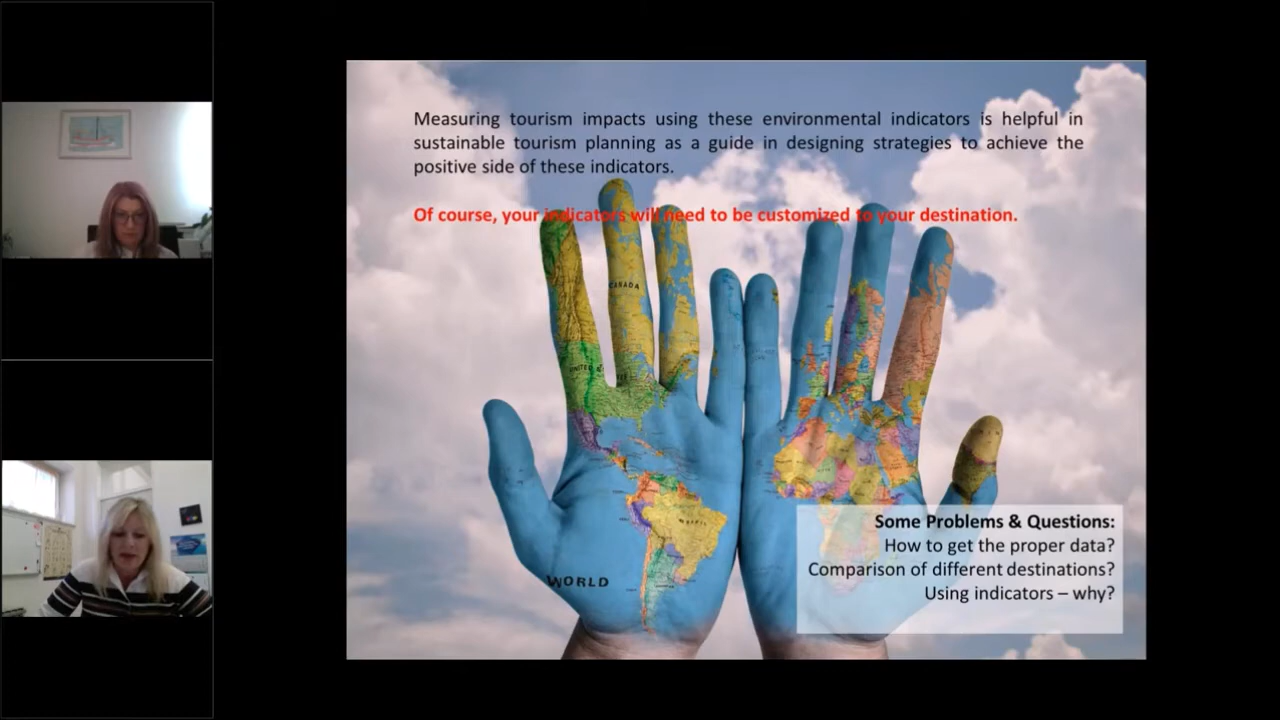 Measuring tourism impacts using these environmental indicators is helpful in
sustainable tourism planning as a guide in designing strategies to achieve the
positive side of these indicators.
Of course, your indicators will need to be customized to your destination.
CANADA
UNITED
BRAZIL
WORLD
Some Problems & Questions:
How to get the proper data?
Comparison of different destinations?
Using indicators – why?